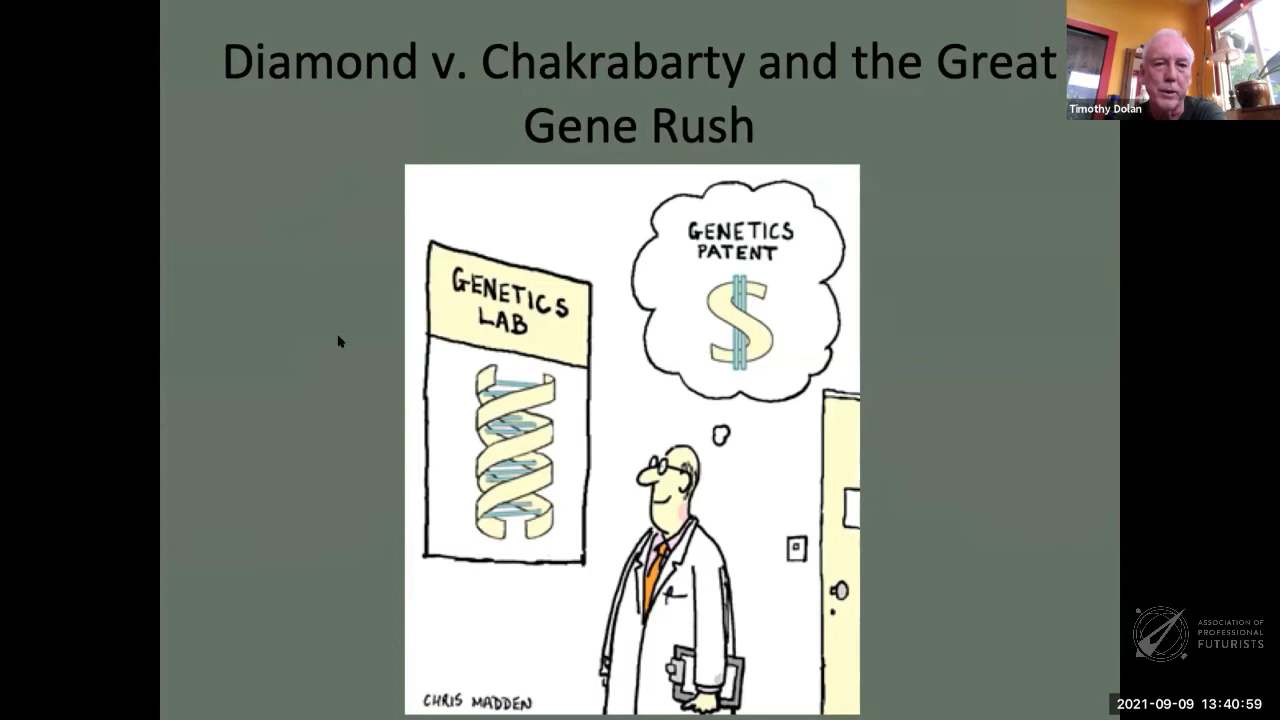 Diamond v. Chakrabarty and the Great
Gene Rush
Timothy Dolan
GENETICS
PATENT
$
GENETICS
LAB
CHRIS MADDEN
ASSOCIATION OF
PROFESSIONAL
FUTURISTS
2021-09-09 13:40:59